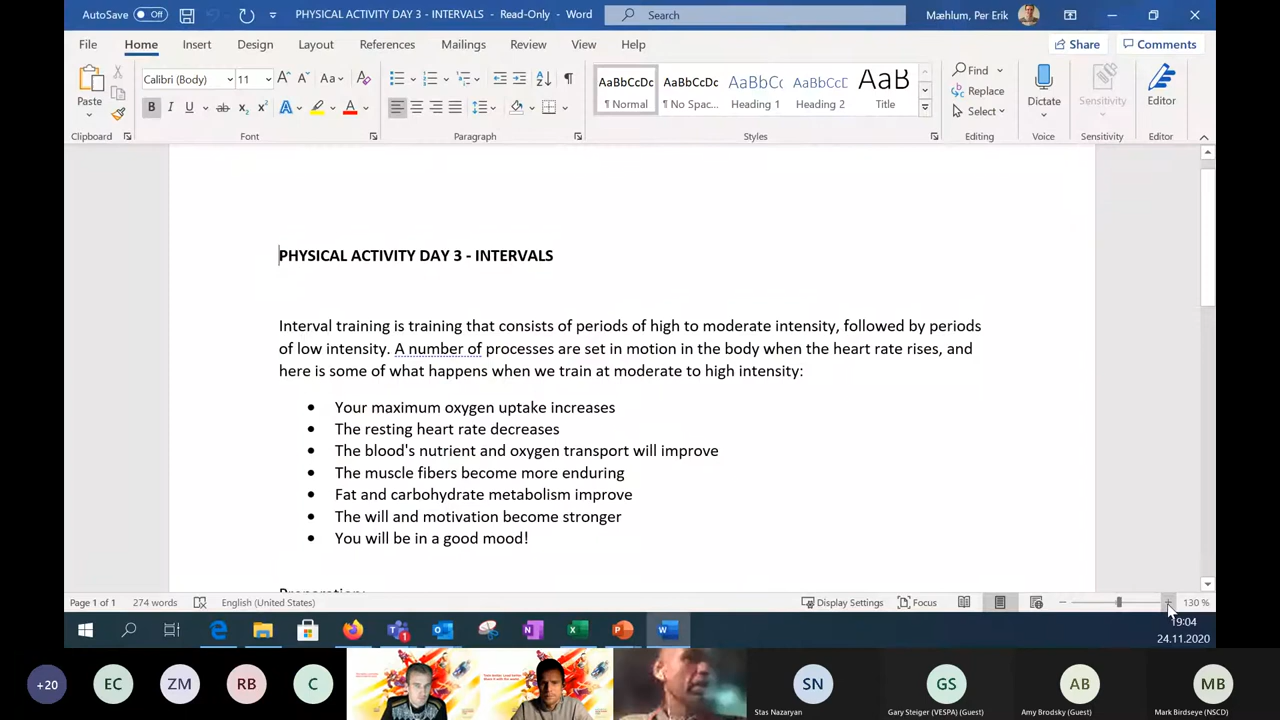 AutoSave Off PHYSICAL ACTIVITY DAY 3 - INTERVALS - Read-Only - Word Search Mæhlum, Per Erik
File Home Insert Design Layout References Mailings Review View Help Share Comments
Paste Calibri (Body) 11 AaBbCcDc AaBbCcDc AaBbCc AaBbCcC AaB Find Replace Select Dictate Sensitivity Editor
¶ Normal ¶ No Spac... Heading 1 Heading 2 Title
Clipboard Font Paragraph Styles Editing Voice Sensitivity Editor
PHYSICAL ACTIVITY DAY 3 - INTERVALS
Interval training is training that consists of periods of high to moderate intensity, followed by periods
of low intensity. A number of processes are set in motion in the body when the heart rate rises, and
here is some of what happens when we train at moderate to high intensity:
• Your maximum oxygen uptake increases
• The resting heart rate decreases
• The blood's nutrient and oxygen transport will improve
• The muscle fibers become more enduring
• Fat and carbohydrate metabolism improve
• The will and motivation become stronger
• You will be in a good mood!
Preparation:
Page 1 of 1 274 words English (United States) Display Settings Focus 130 %
19:04
24.11.2020
+20 EC ZM RB C SN GS AB MB
Stas Nazaryan Gary Steiger (VESPA) (Guest) Amy Brodsky (Guest) Mark Birdseye (NSCD)